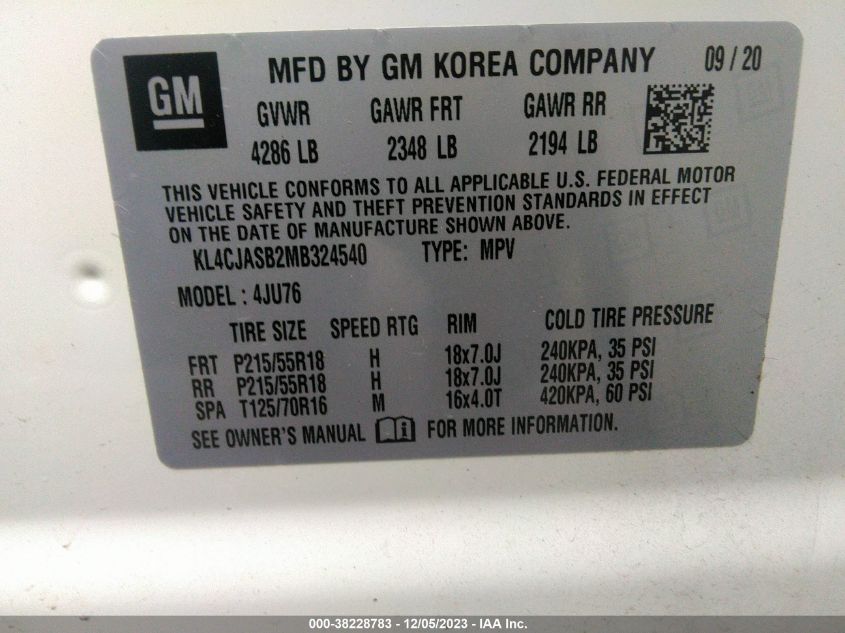 GM
MFD BY GM KOREA COMPANY 09 / 20
GVWR GAWR FRT GAWR RR
4286 LB 2348 LB 2194 LB
THIS VEHICLE CONFORMS TO ALL APPLICABLE U.S. FEDERAL MOTOR
VEHICLE SAFETY AND THEFT PREVENTION STANDARDS IN EFFECT
ON THE DATE OF MANUFACTURE SHOWN ABOVE.
KL4CJASB2MB324540 TYPE: MPV
MODEL : 4JU76
TIRE SIZE SPEED RTG RIM COLD TIRE PRESSURE
FRT P215/55R18 H 18x7.0J 240KPA, 35 PSI
RR P215/55R18 H 18x7.0J 240KPA, 35 PSI
SPA T125/70R16 M 16x4.0T 420KPA, 60 PSI
SEE OWNER'S MANUAL i FOR MORE INFORMATION.
000-38228783 - 12/05/2023 - IAA Inc.